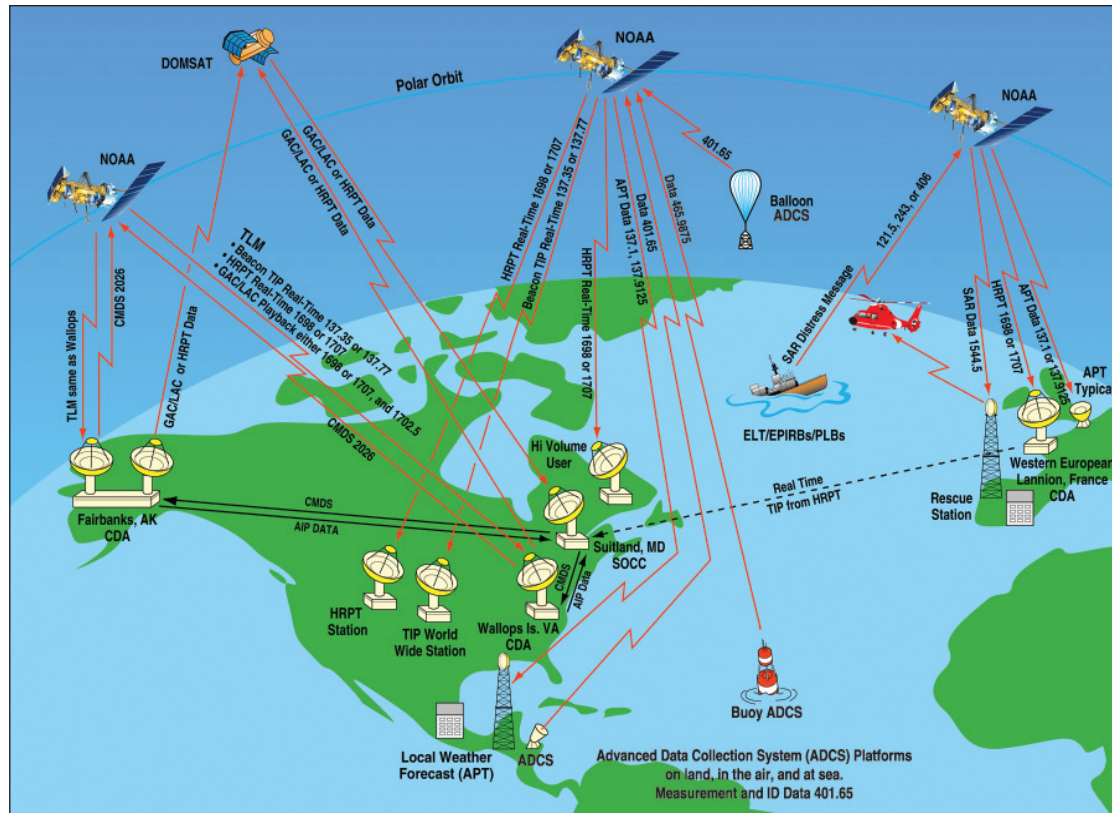 DOMSAT
NOAA
Polar Orbit
NOAA
NOAA
GAC/LAC or HRPT Data
GAC/LAC or HRPT Data
TLM
• Beacon TIP Real-Time 137.35 or 137.77
• HRPT Real-Time 1698 or 1707
• GAC/LAC Playback either 1698 or 1707, and 1702.5
CMDS 2026
TLM same as Wallops
CMDS 2026
GAC/LAC or HRPT Data
HRPT Real-Time 1698 or 1707
Beacon TIP Real-Time 137.35 or 137.77
HRPT Real-Time 1698 or
1707
APT Data 137.1, 137.9125
Data 401.65
Data 465.9875
401.65
Balloon
ADCS
SAR Distress Message
121.5, 243, or 406
SAR Data 1544.5
HRPT 1698 or 1707
APT Data 137.1 or 137.9125
APT
Typical
ELT/EPIRBs/PLBs
Hi Volume
User
Real Time
TIP from HRPT
Western European
Lannion, France
CDA
Rescue
Station
Fairbanks, AK
CDA
CMDS
AIP DATA
Suitland, MD
SOCC
CMDS
AIP Data
HRPT
Station
TIP World
Wide Station
Wallops Is. VA
CDA
Local Weather
Forecast (APT)
ADCS
Buoy ADCS
Advanced Data Collection System (ADCS) Platforms
on land, in the air, and at sea.
Measurement and ID Data 401.65